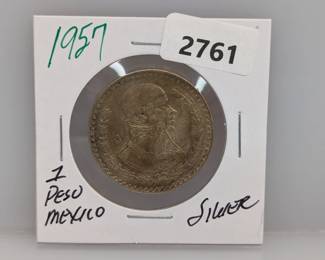 1957
2761
1
PESO
MEXICO
SILVER